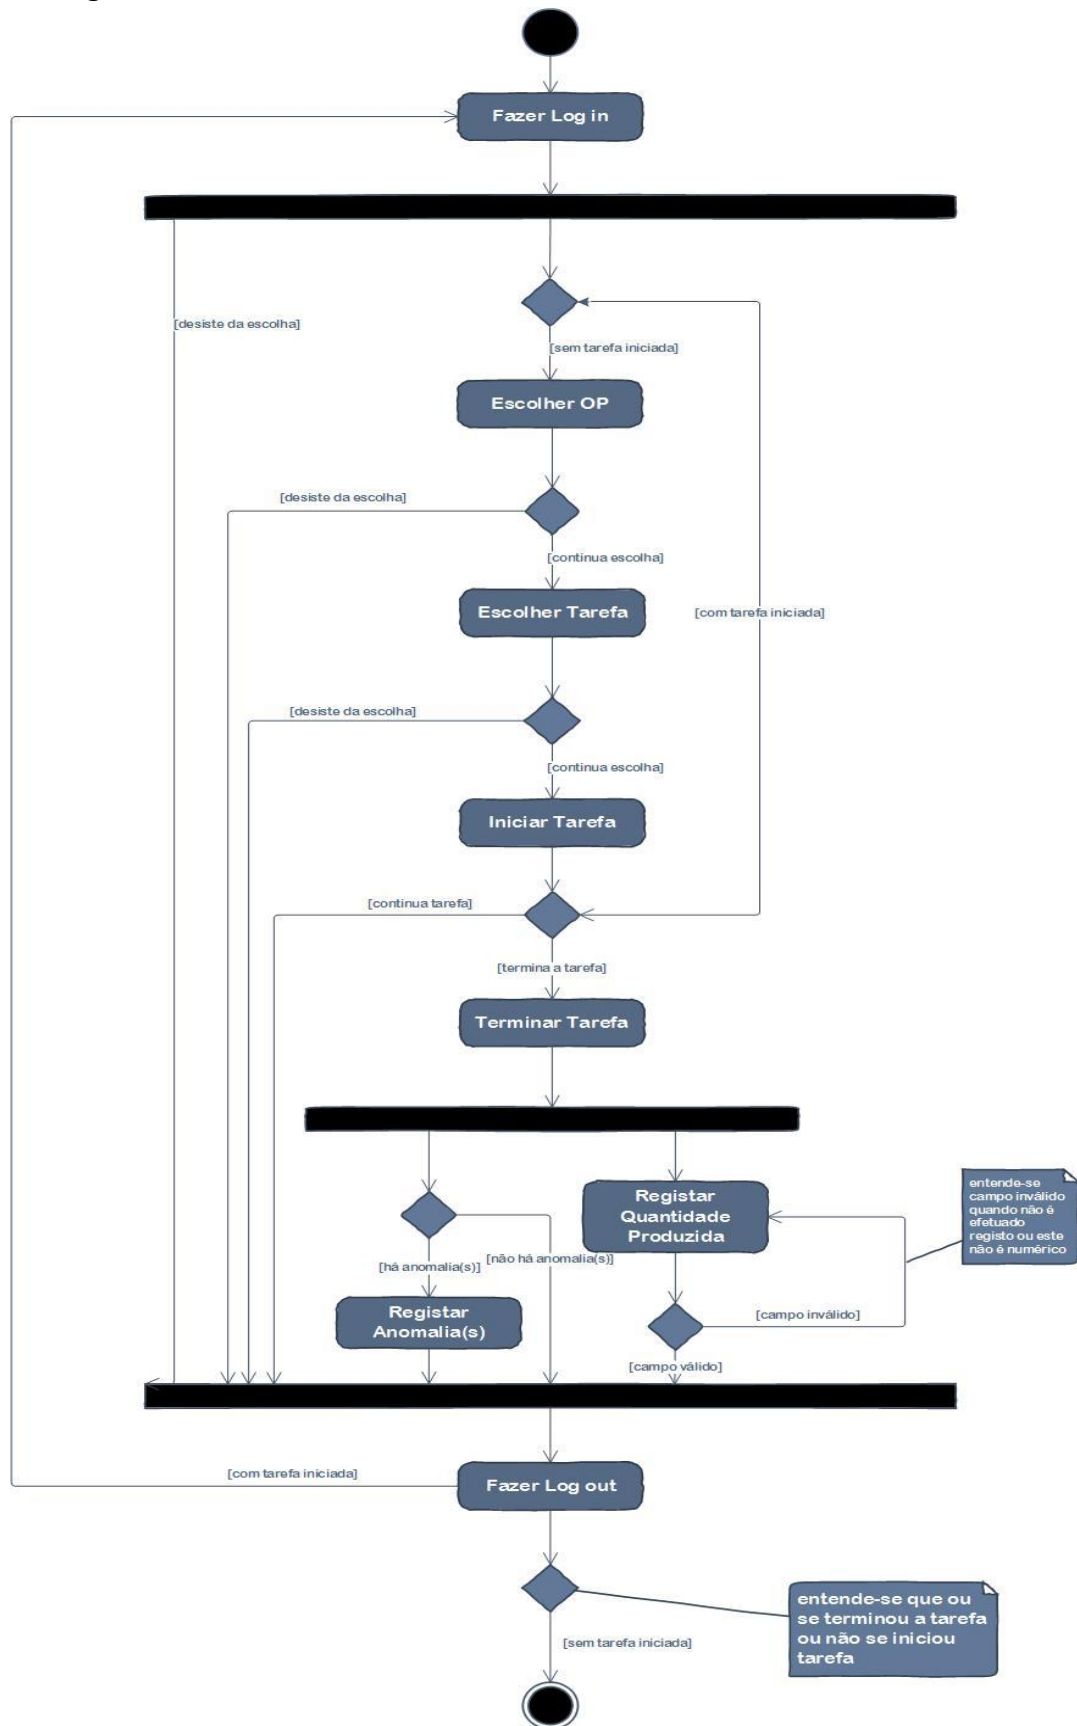 Fazer Log in
[desiste da escolha]
[sem tarefa iniciada]
Escolher OP
[desiste da escolha]
[continua escolha]
Escolher Tarefa
[com tarefa iniciada]
[desiste da escolha]
[continua escolha]
Iniciar Tarefa
[continua tarefa]
[termina a tarefa]
Terminar Tarefa
entende-se
campo inválido
quando não é
efetuado
registo ou este
não é numérico
Registar
Quantidade
Produzida
[não há anomalia(s)]
[há anomalia(s)]
Registar
Anomalia(s)
[campo inválido]
[campo válido]
[com tarefa iniciada]
Fazer Log out
entende-se que ou
se terminou a tarefa
ou não se iniciou
tarefa
[sem tarefa iniciada]